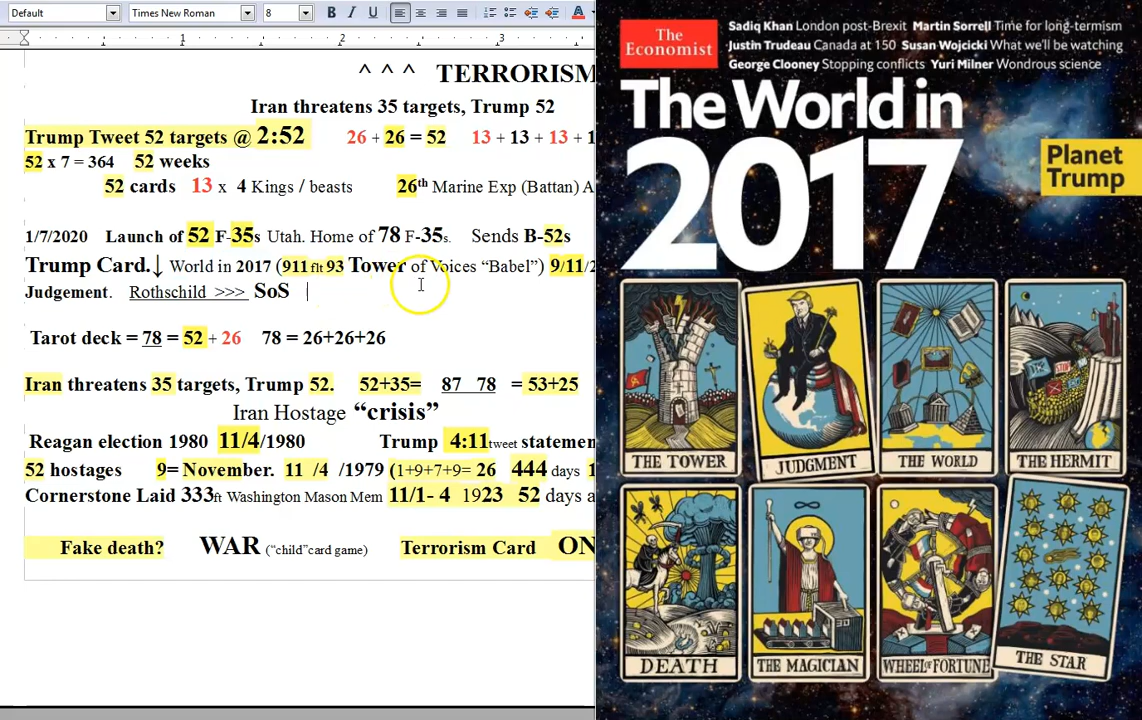 Default Times New Roman 8 B I U A
1 2 3
^ ^ ^ TERRORISM
Iran threatens 35 targets, Trump 52
Trump Tweet 52 targets @ 2:52 26 + 26 = 52 13 + 13 + 13 + 1
52 x 7 = 364 52 weeks
52 cards 13 x 4 Kings / beasts 26th Marine Exp (Battan) A
1/7/2020 Launch of 52 F-35s Utah. Home of 78 F-35s. Sends B-52s
Trump Card.↓ World in 2017 (911 flt 93 Tower of Voices “Babel”) 9/11/2
Judgement. Rothschild >>> SoS
Tarot deck = 78 = 52 + 26 78 = 26+26+26
Iran threatens 35 targets, Trump 52. 52+35= 87 78 = 53+25
Iran Hostage “crisis”
Reagan election 1980 11/4/1980 Trump 4:11tweet statemen
52 hostages 9= November. 11 /4 /1979 (1+9+7+9= 26 444 days 1
Cornerstone Laid 333ft Washington Mason Mem 11/1- 4 1923 52 days a
Fake death? WAR (“child”card game) Terrorism Card ON
The Economist
Sadiq Khan London post-Brexit Martin Sorrell Time for long-termism
Justin Trudeau Canada at 150 Susan Wojcicki What we'll be watching
George Clooney Stopping conflicts Yuri Milner Wondrous science
The World in
2017
Planet
Trump
THE TOWER JUDGMENT THE WORLD THE HERMIT
DEATH THE MAGICIAN WHEEL OF FORTUNE THE STAR
3D